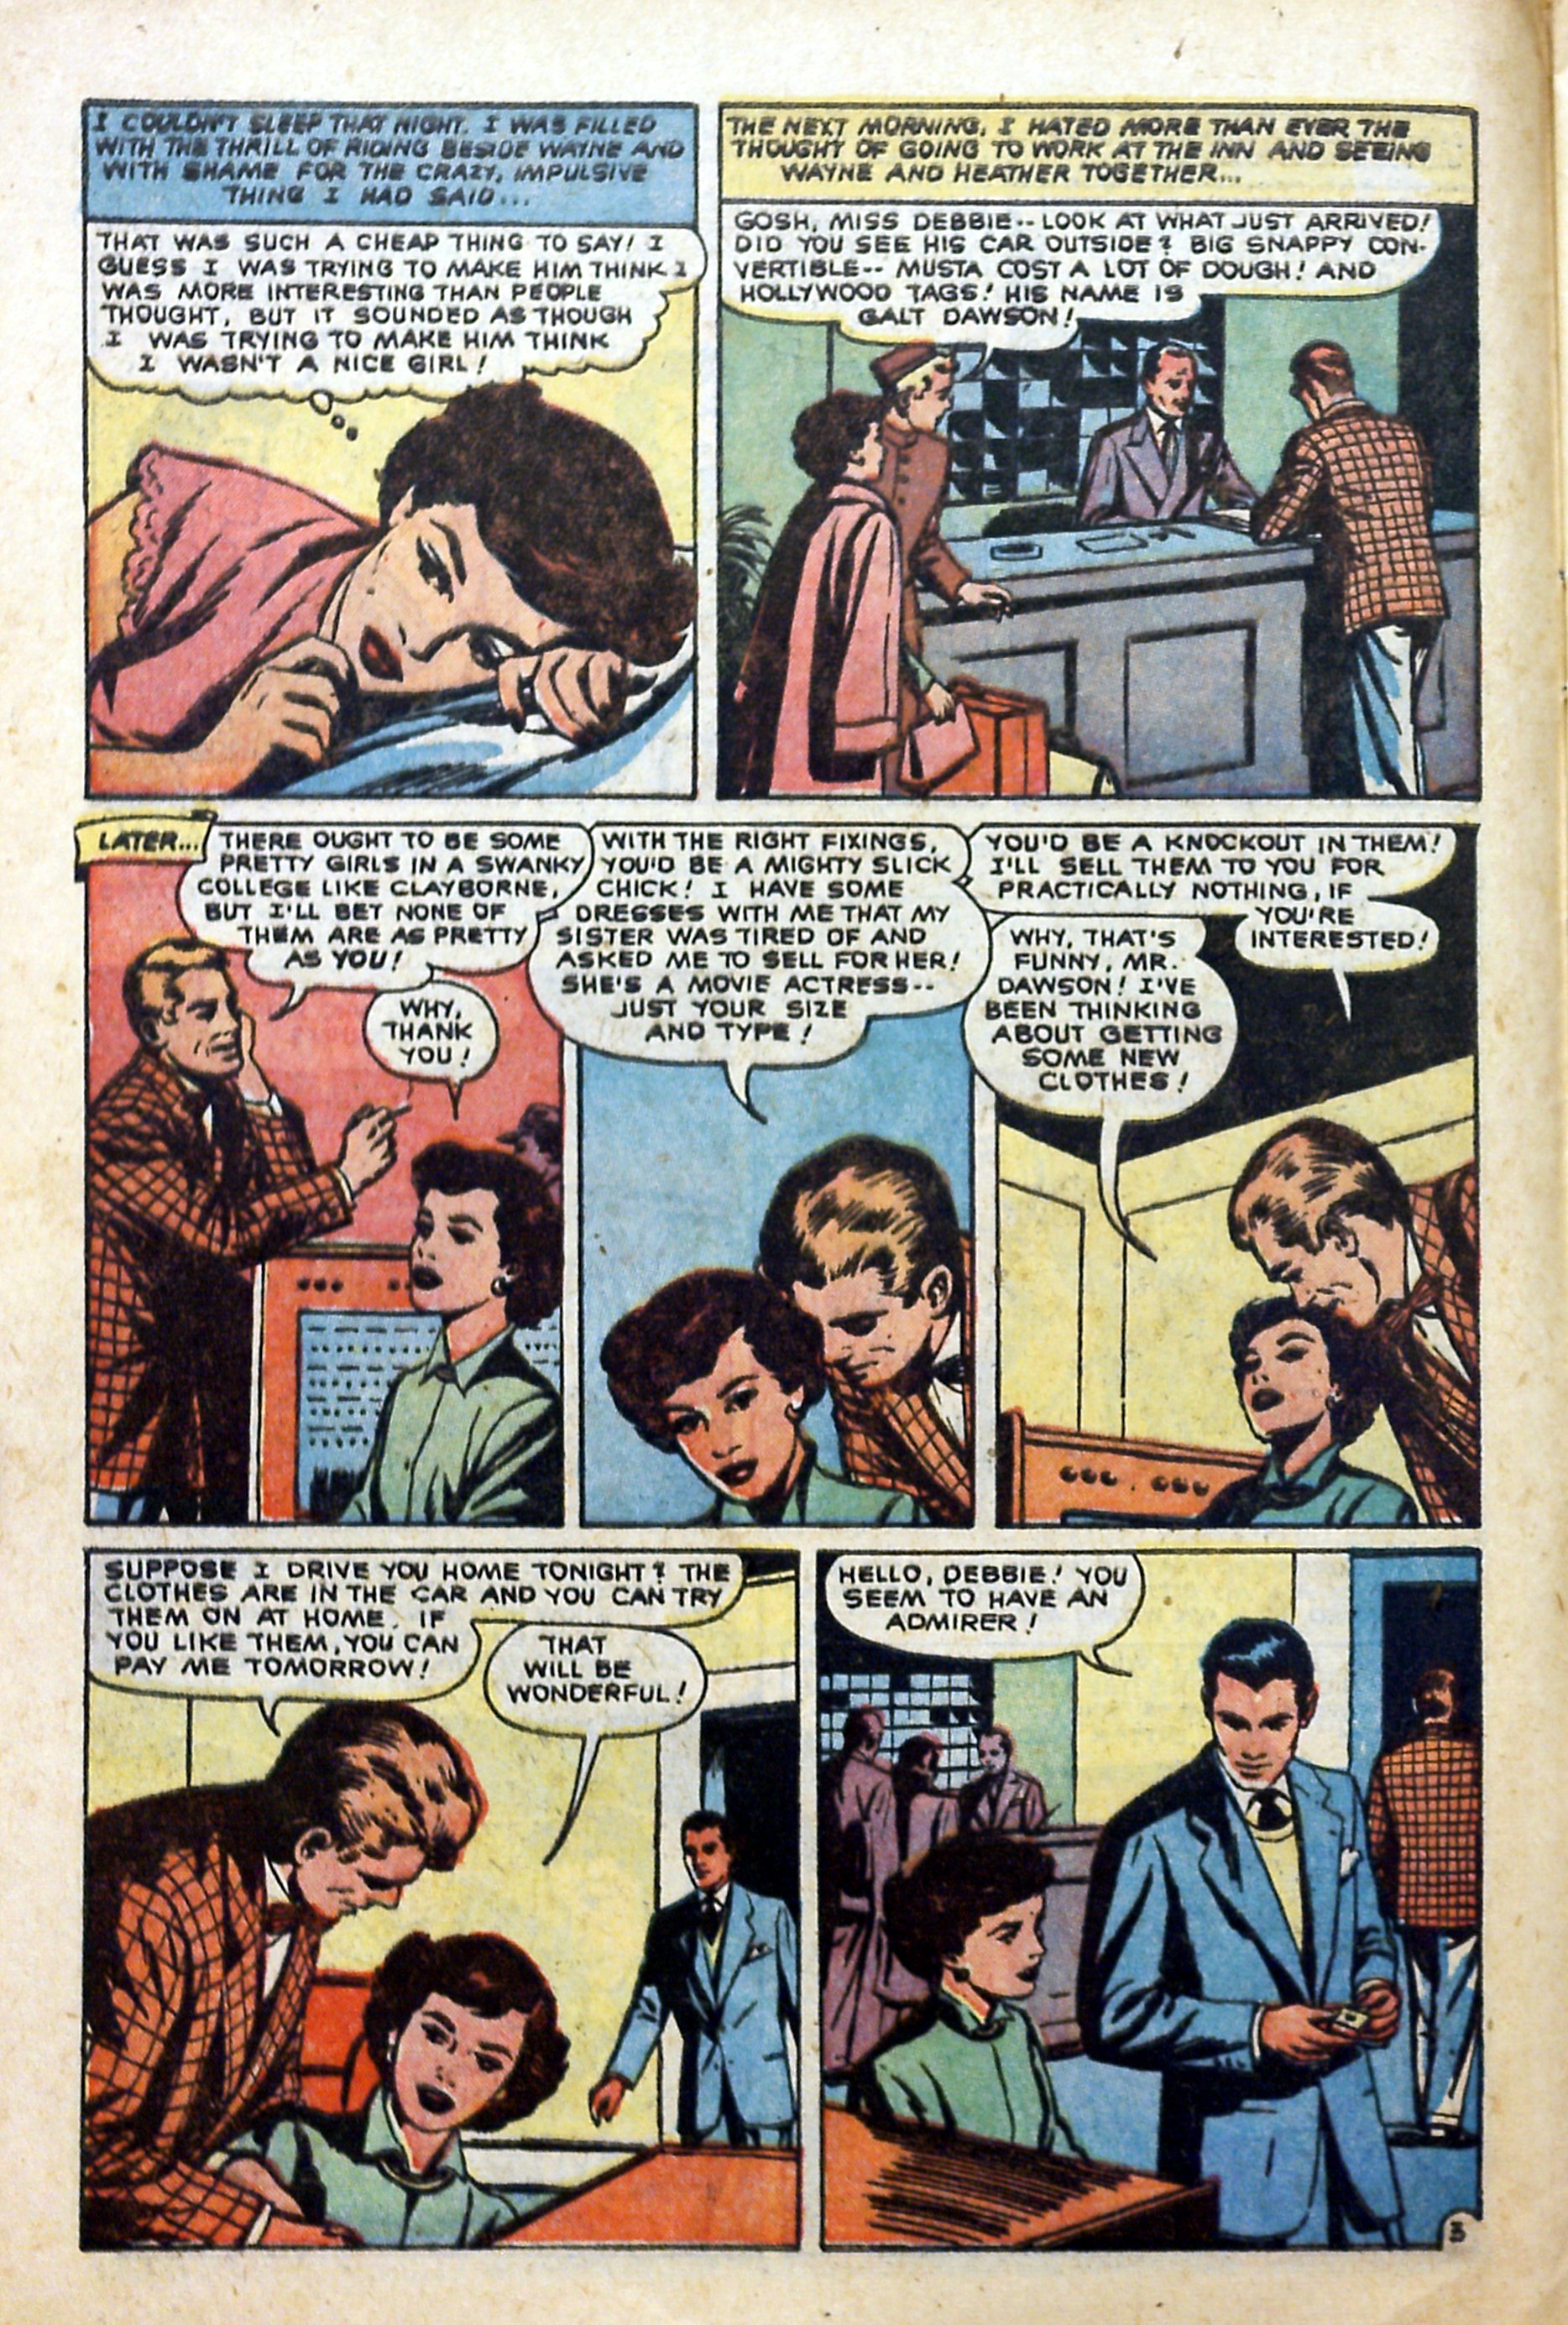 I COULDN'T SLEEP THAT NIGHT. I WAS FILLED
WITH THE THRILL OF RIDING BESIDE WAYNE AND
WITH SHAME FOR THE CRAZY, IMPULSIVE
THING I HAD SAID...
THAT WAS SUCH A CHEAP THING TO SAY! I
GUESS I WAS TRYING TO MAKE HIM THINK I
WAS MORE INTERESTING THAN PEOPLE
THOUGHT, BUT IT SOUNDED AS THOUGH
I WAS TRYING TO MAKE HIM THINK
I WASN'T A NICE GIRL!
THE NEXT MORNING, I HATED MORE THAN EVER THE
THOUGHT OF GOING TO WORK AT THE INN AND SEEING
WAYNE AND HEATHER TOGETHER...
GOSH, MISS DEBBIE-- LOOK AT WHAT JUST ARRIVED!
DID YOU SEE HIS CAR OUTSIDE? BIG SNAPPY CON-
VERTIBLE-- MUSTA COST A LOT OF DOUGH! AND
HOLLYWOOD TAGS! HIS NAME IS
GALT DAWSON!
LATER...
THERE OUGHT TO BE SOME
PRETTY GIRLS IN A SWANKY
COLLEGE LIKE CLAYBORNE,
BUT I'LL BET NONE OF
THEM ARE AS PRETTY
AS YOU!
WHY,
THANK
YOU!
WITH THE RIGHT FIXINGS,
YOU'D BE A MIGHTY SLICK
CHICK! I HAVE SOME
DRESSES WITH ME THAT MY
SISTER WAS TIRED OF AND
ASKED ME TO SELL FOR HER!
SHE'S A MOVIE ACTRESS--
JUST YOUR SIZE
AND TYPE!
YOU'D BE A KNOCKOUT IN THEM!
I'LL SELL THEM TO YOU FOR
PRACTICALLY NOTHING, IF
YOU'RE
INTERESTED!
WHY, THAT'S
FUNNY, MR.
DAWSON! I'VE
BEEN THINKING
ABOUT GETTING
SOME NEW
CLOTHES!
SUPPOSE I DRIVE YOU HOME TONIGHT? THE
CLOTHES ARE IN THE CAR AND YOU CAN TRY
THEM ON AT HOME. IF
YOU LIKE THEM, YOU CAN
PAY ME TOMORROW!
THAT
WILL BE
WONDERFUL!
HELLO, DEBBIE! YOU
SEEM TO HAVE AN
ADMIRER!
3